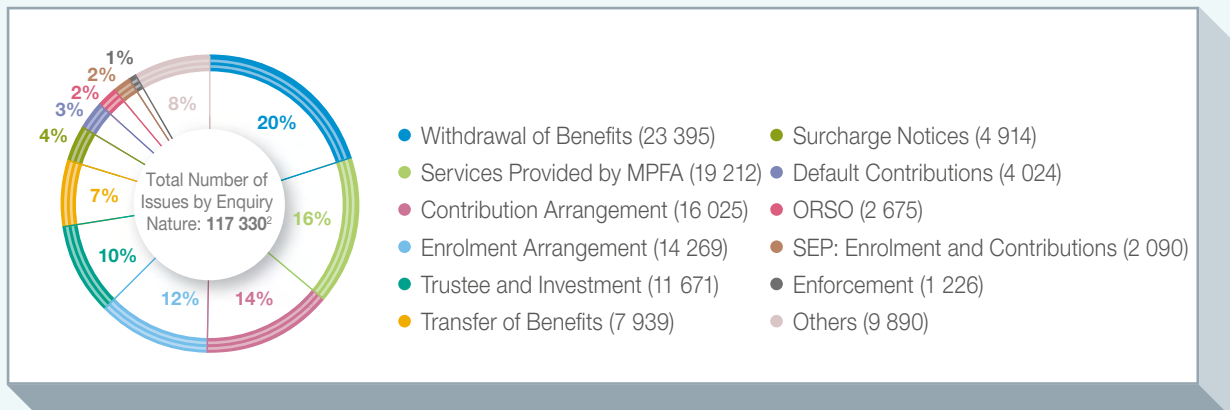 1%
2%
2%
3%
4%
7%
10%
12%
14%
16%
20%
8%
Total Number of
Issues by Enquiry
Nature: 117 330²
Withdrawal of Benefits (23 395)
Services Provided by MPFA (19 212)
Contribution Arrangement (16 025)
Enrolment Arrangement (14 269)
Trustee and Investment (11 671)
Transfer of Benefits (7 939)
Surcharge Notices (4 914)
Default Contributions (4 024)
ORSO (2 675)
SEP: Enrolment and Contributions (2 090)
Enforcement (1 226)
Others (9 890)